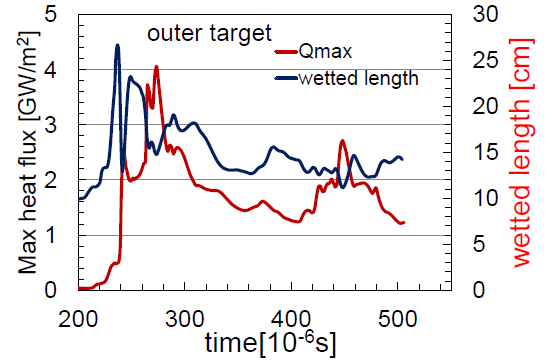 outer target
Qmax
wetted length
Max heat flux [GW/m²]
5
4
3
2
1
0
30
25
20
15
10
5
0
wetted length [cm]
200
300
400
500
time[10⁻⁶s]